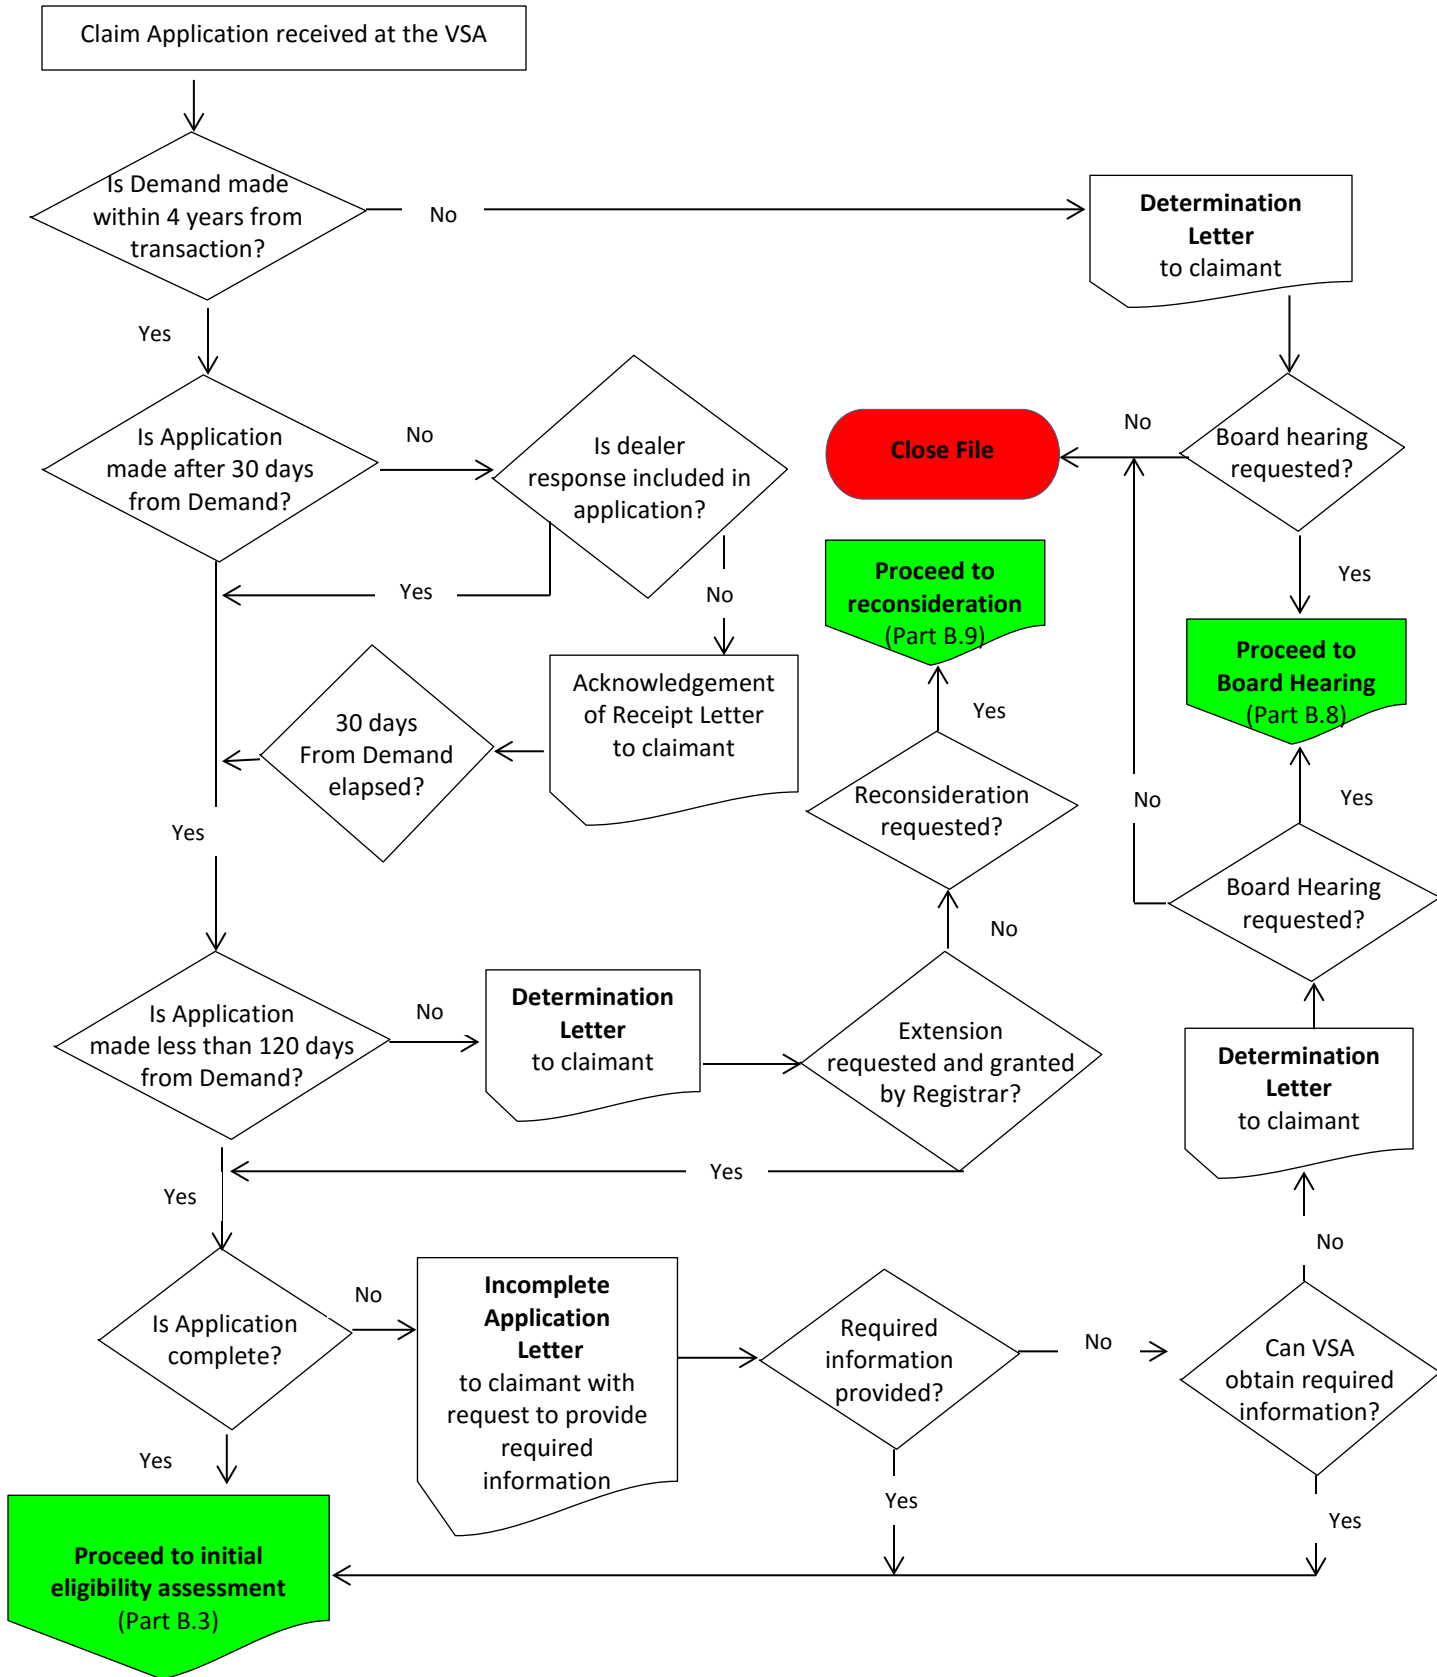 Claim Application received at the VSA
Is Demand made
within 4 years from
transaction?
No
Determination
Letter
to claimant
Yes
Is Application
made after 30 days
from Demand?
No
Is dealer
response included in
application?
Close File
No
Board hearing
requested?
Yes
No
Proceed to
reconsideration
(Part B.9)
Yes
Proceed to
Board Hearing
(Part B.8)
30 days
From Demand
elapsed?
Acknowledgement
of Receipt Letter
to claimant
Yes
Reconsideration
requested?
No
Yes
Yes
Board Hearing
requested?
No
Is Application
made less than 120 days
from Demand?
No
Determination
Letter
to claimant
Extension
requested and granted
by Registrar?
Determination
Letter
to claimant
Yes
Yes
No
Is Application
complete?
No
Incomplete
Application
Letter
to claimant with
request to provide
required
information
Required
information
provided?
No
Can VSA
obtain required
information?
Yes
Yes
Yes
Proceed to initial
eligibility assessment
(Part B.3)